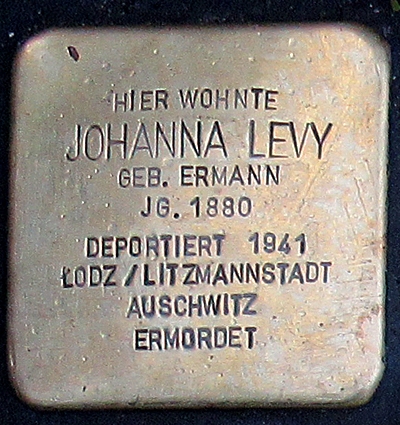 HIER WOHNTE
JOHANNA LEVY
GEB. ERMANN
JG. 1880
DEPORTIERT 1941
ŁODZ/LITZMANNSTADT
AUSCHWITZ
ERMORDET